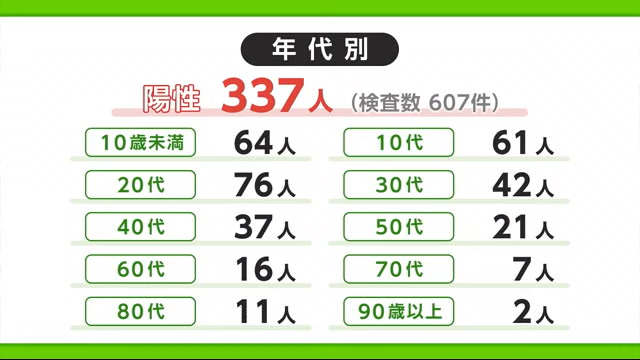 年代別
陽性 337人 (検査数 607件)
10歳未満 64人 10代 61人
20代 76人 30代 42人
40代 37人 50代 21人
60代 16人 70代 7人
80代 11人 90歳以上 2人